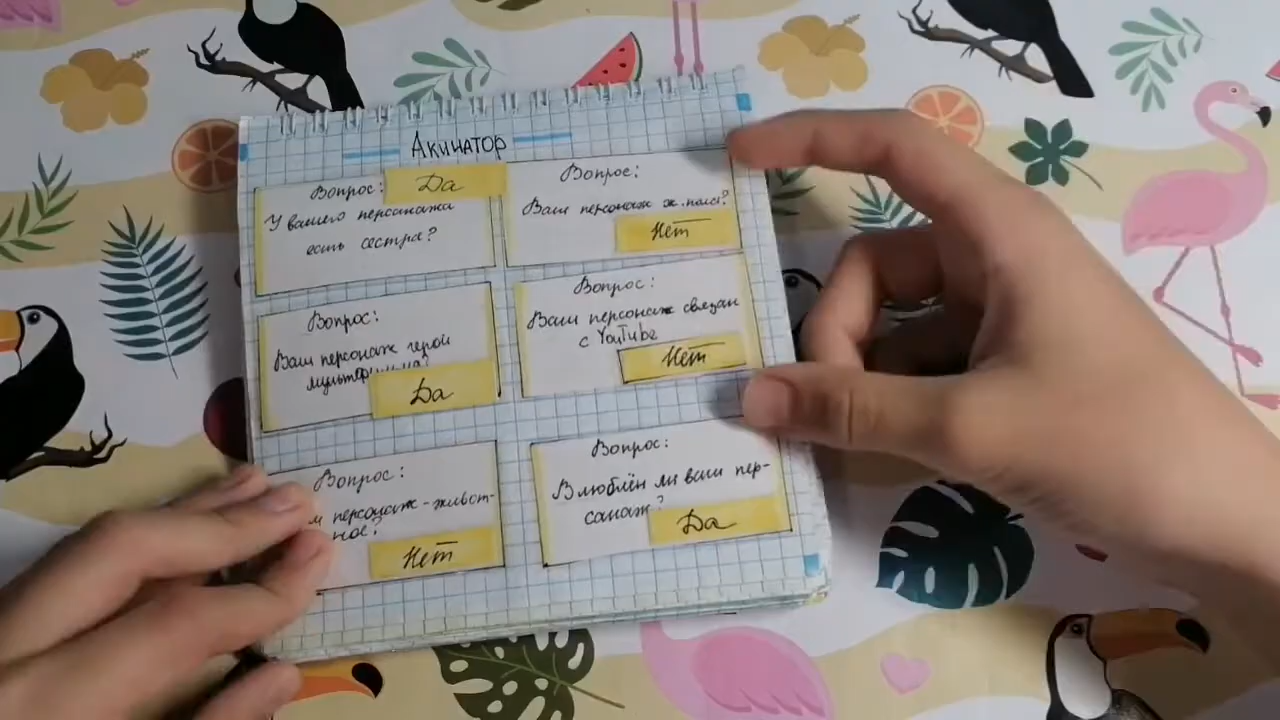 Акинатор
Вопрос:
Да
У вашего персонажа
есть сестра?
Вопрос:
Ваш персонаж ж.пола?
Нет
Вопрос:
Ваш персонаж герой
мультфильма?
Да
Вопрос:
Ваш персонаж связан
с YouTube
Нет
Вопрос:
персонаж-живот-
ное?
Нет
Вопрос:
Влюблён ли ваш пер-
санаж?
Да